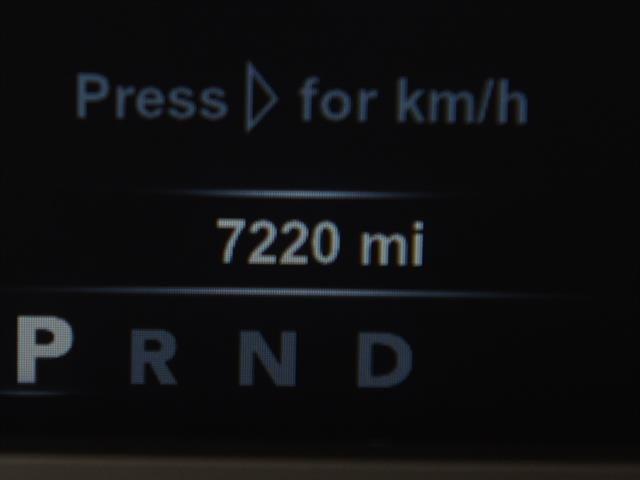 Press ▷ for km/h
7220 mi
P R N D